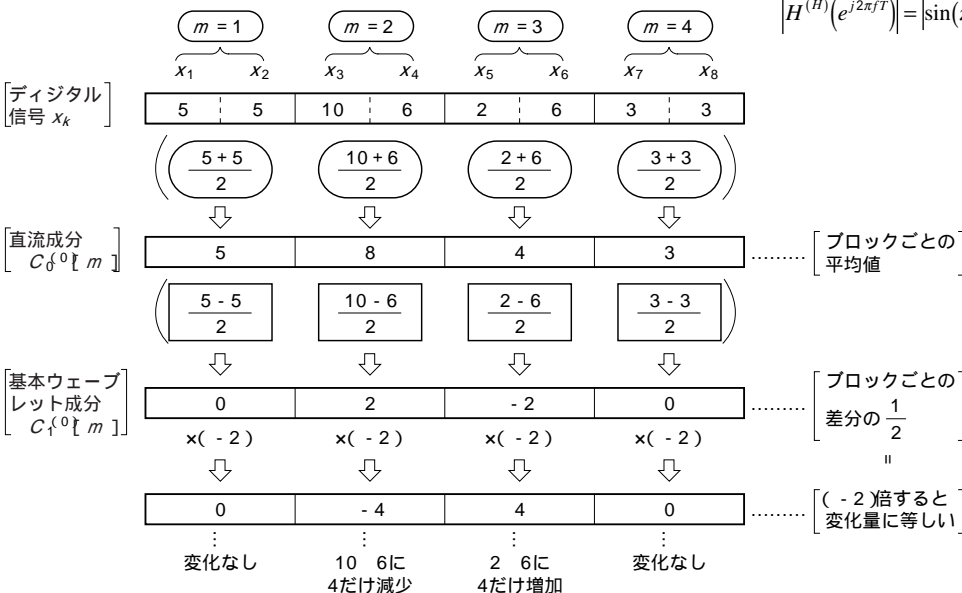 m = 1 m = 2 m = 3 m = 4
|H^(H)(e^{j2πfT})| = |sin(
x1 x2 x3 x4 x5 x6 x7 x8
ディジタル
信号 xk
5 5 10 6 2 6 3 3
5 + 5 10 + 6 2 + 6 3 + 3
2 2 2 2
直流成分
C0(0)[ m ]
5 8 4 3
ブロックごとの
平均値
5 - 5 10 - 6 2 - 6 3 - 3
2 2 2 2
基本ウェーブ
レット成分
C1(0)[ m ]
0 2 - 2 0
ブロックごとの
差分の 1/2
=
×( - 2 ) ×( - 2 ) ×( - 2 ) ×( - 2 )
0 - 4 4 0
( - 2 )倍すると
変化量に等しい
変化なし
10 6に
4だけ減少
2 6に
4だけ増加
変化なし